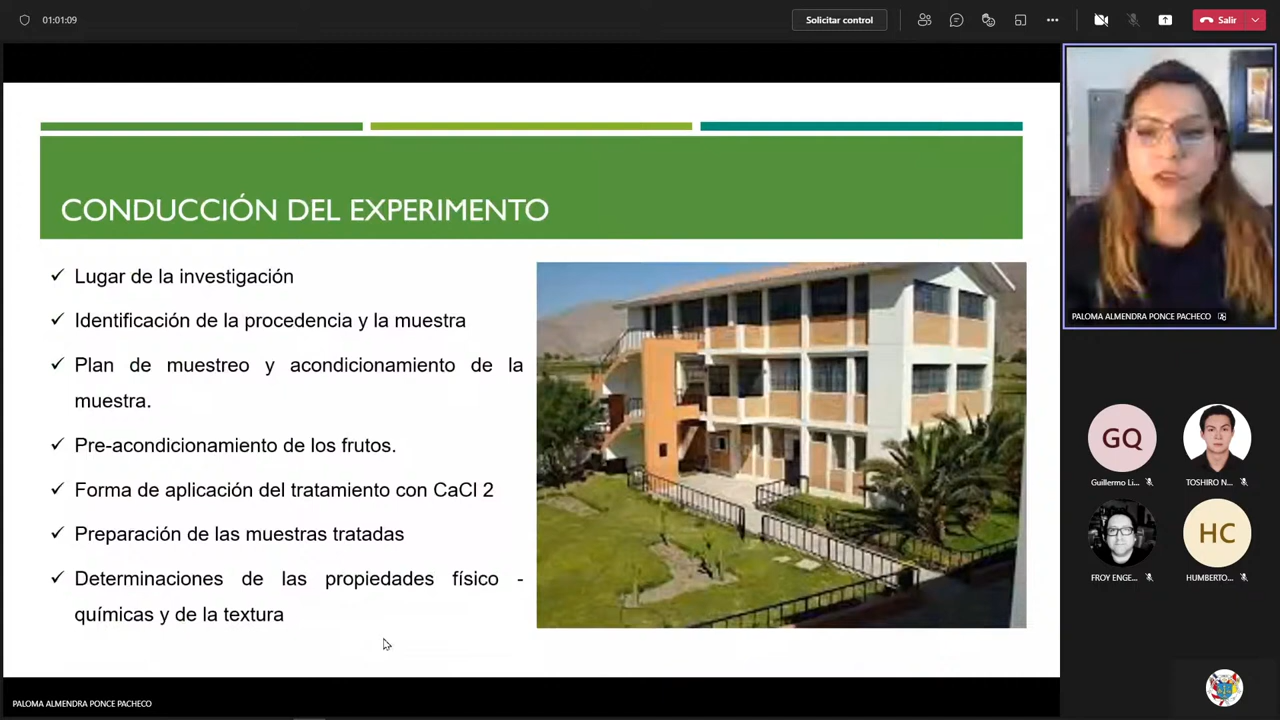 01:01:09
Solicitar control
Salir
CONDUCCIÓN DEL EXPERIMENTO
✓ Lugar de la investigación
✓ Identificación de la procedencia y la muestra
✓ Plan de muestreo y acondicionamiento de la
muestra.
✓ Pre-acondicionamiento de los frutos.
✓ Forma de aplicación del tratamiento con CaCl 2
✓ Preparación de las muestras tratadas
✓ Determinaciones de las propiedades físico -
químicas y de la textura
PALOMA ALMENDRA PONCE PACHECO
GQ
Guillermo Li...
TOSHIRO N...
FROY ENGE...
HC
HUMBERTO...
PALOMA ALMENDRA PONCE PACHECO